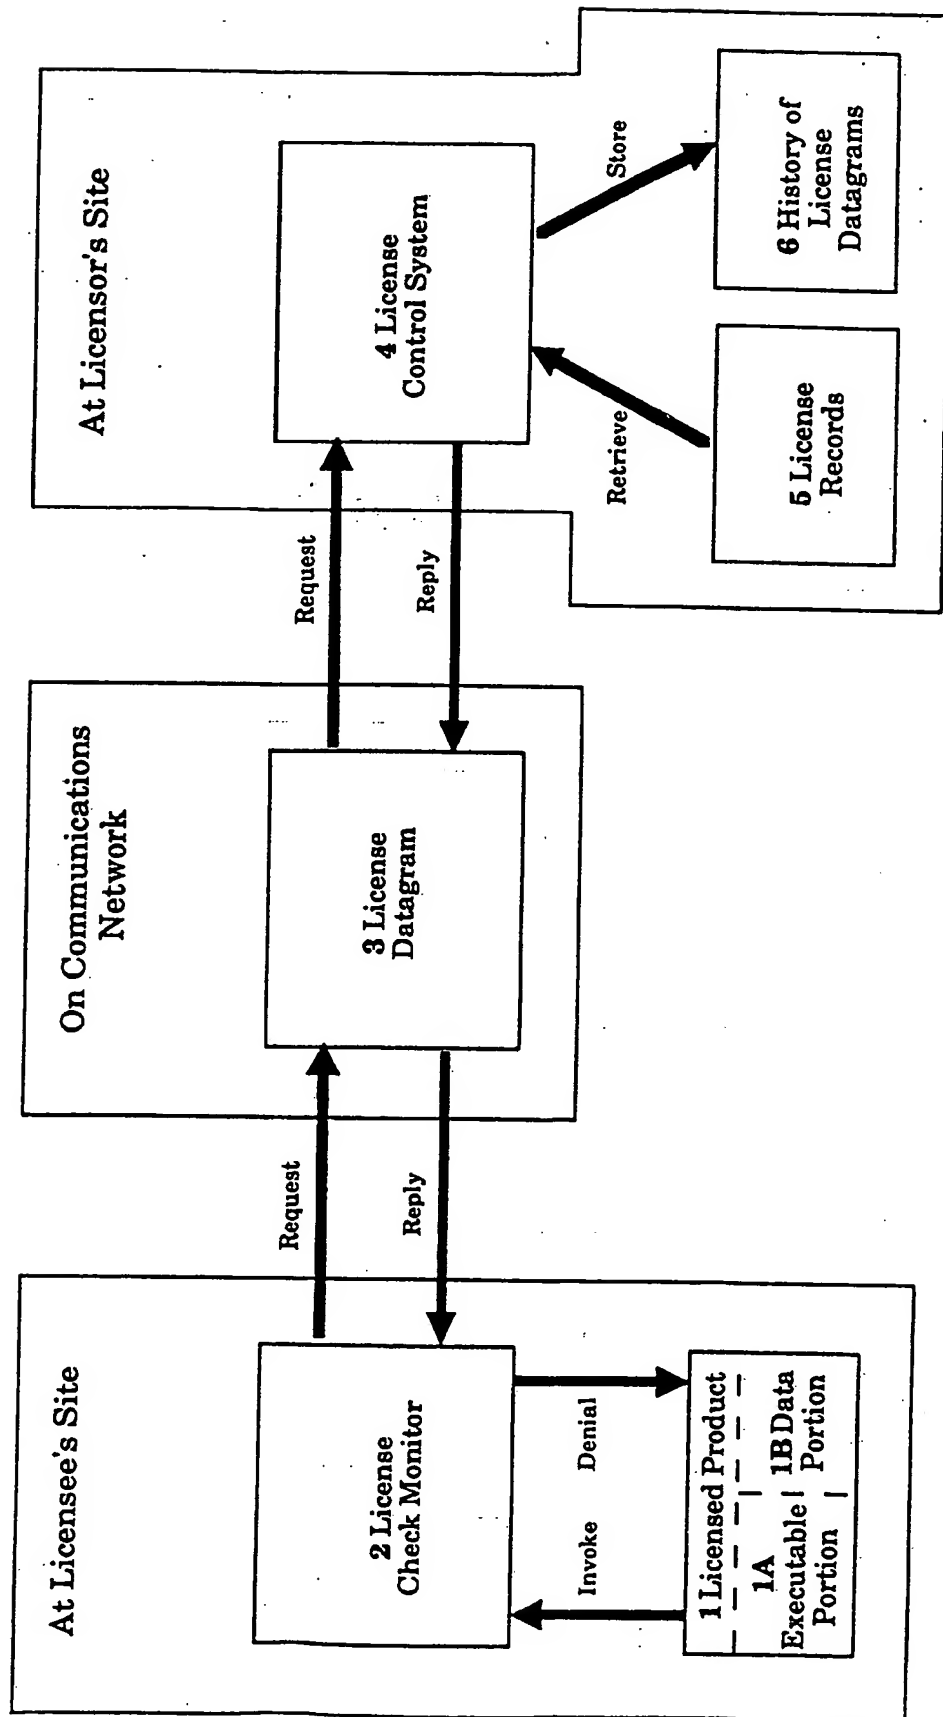 At Licensee's Site
2 License
Check Monitor
Invoke
Denial
1 Licensed Product
1A
Executable
Portion
1B Data
Portion
Request
Reply
On Communications
Network
3 License
Datagram
Request
Reply
At Licensor's Site
4 License
Control System
Retrieve
Store
5 License
Records
6 History of
License
Datagrams